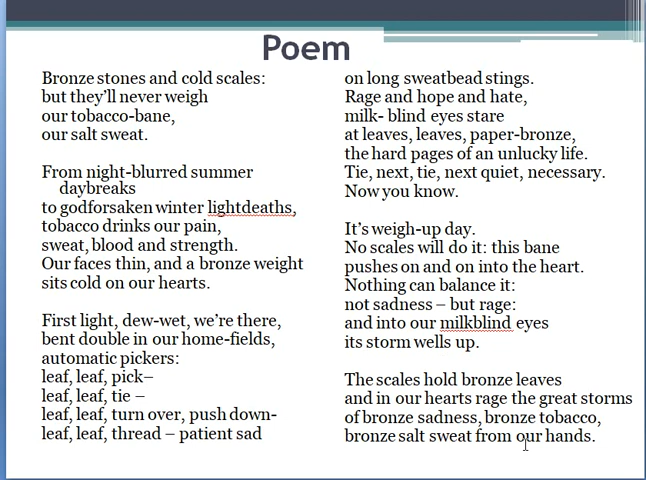 Poem
Bronze stones and cold scales:
but they'll never weigh
our tobacco-bane,
our salt sweat.
From night-blurred summer
daybreaks
to godforsaken winter lightdeaths,
tobacco drinks our pain,
sweat, blood and strength.
Our faces thin, and a bronze weight
sits cold on our hearts.
First light, dew-wet, we're there,
bent double in our home-fields,
automatic pickers:
leaf, leaf, pick–
leaf, leaf, tie –
leaf, leaf, turn over, push down-
leaf, leaf, thread – patient sad
on long sweatbead stings.
Rage and hope and hate,
milk- blind eyes stare
at leaves, leaves, paper-bronze,
the hard pages of an unlucky life.
Tie, next, tie, next quiet, necessary.
Now you know.
It's weigh-up day.
No scales will do it: this bane
pushes on and on into the heart.
Nothing can balance it:
not sadness – but rage:
and into our milkblind eyes
its storm wells up.
The scales hold bronze leaves
and in our hearts rage the great storms
of bronze sadness, bronze tobacco,
bronze salt sweat from our hands.